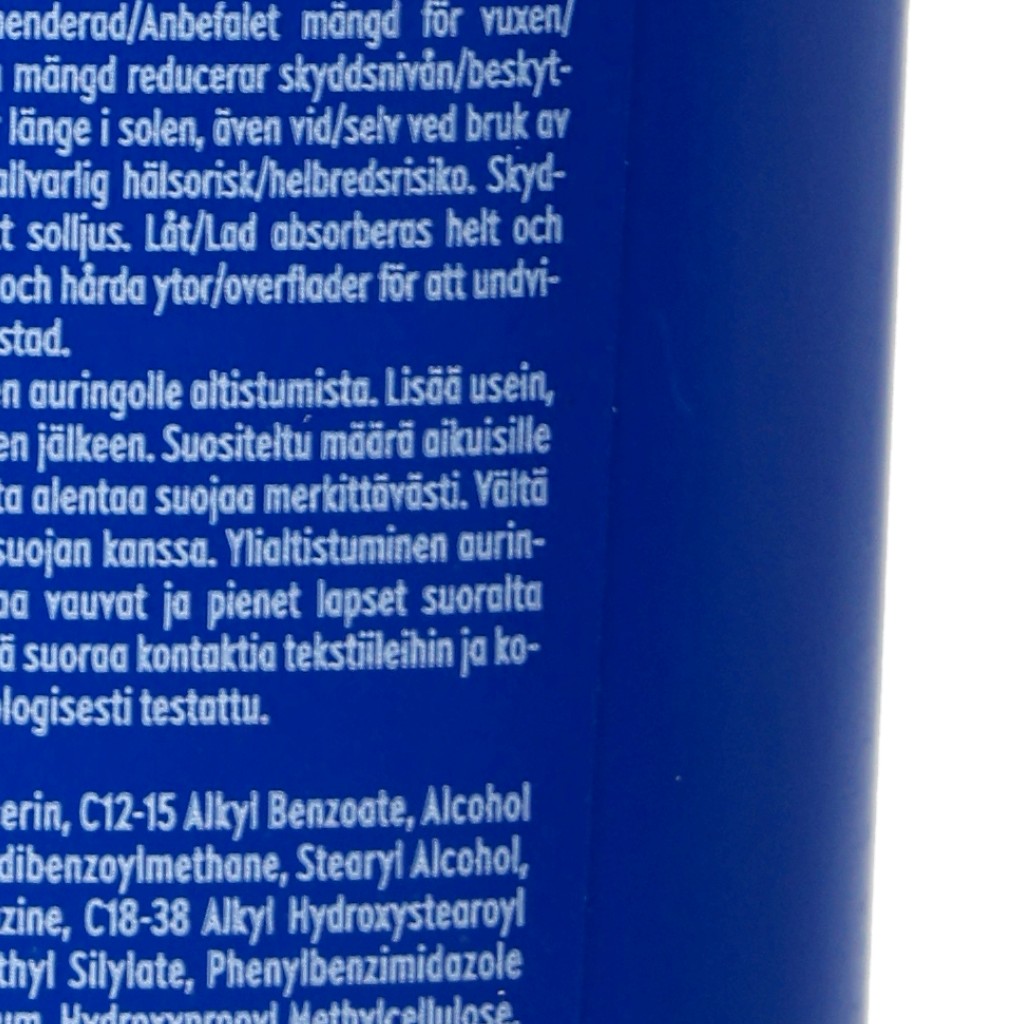 enderad/Anbefalet mängd för vuxen/
mängd reducerar skyddsnivån/beskyt-
länge i solen, även vid/selv ved bruk av
allvarlig hälsorisk/helbredsrisiko. Skyd-
t solljus. Låt/Lad absorberas helt och
och hårda ytor/overflader för att undvi-
stad.
n auringolle altistumista. Lisää usein,
en jälkeen. Suositeltu määrä aikuisille
ta alentaa suojaa merkittävästi. Vältä
suojan kanssa. Ylialtistuminen aurin-
aa vauvat ja pienet lapset suoralta
ä suoraa kontaktia tekstiileihin ja ko-
logisesti testattu.
erin, C12-15 Alkyl Benzoate, Alcohol
dibenzoylmethane, Stearyl Alcohol,
zine, C18-38 Alkyl Hydroxystearoyl
thyl Silylate, Phenylbenzimidazole
um, Hydroxypropyl Methylcellulose,